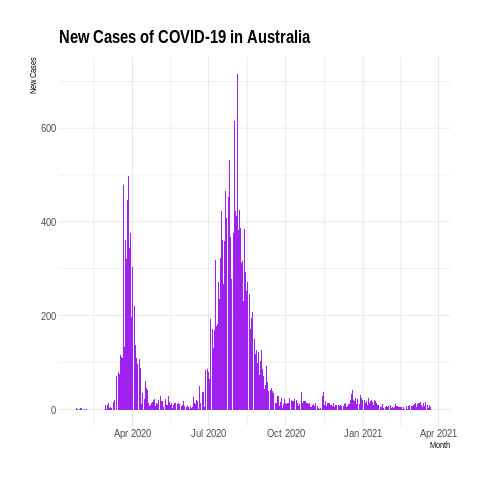 New Cases of COVID-19 in Australia
New Cases
600
400
200
0
Apr 2020
Jul 2020
Oct 2020
Jan 2021
Apr 2021
Month